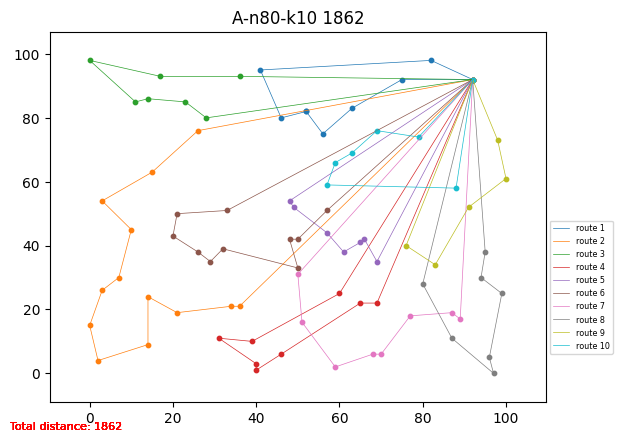 A-n80-k10 1862
100
80
60
40
20
0
0
20
40
60
80
100
route 1
route 2
route 3
route 4
route 5
route 6
route 7
route 8
route 9
route 10
Total distance: 1862